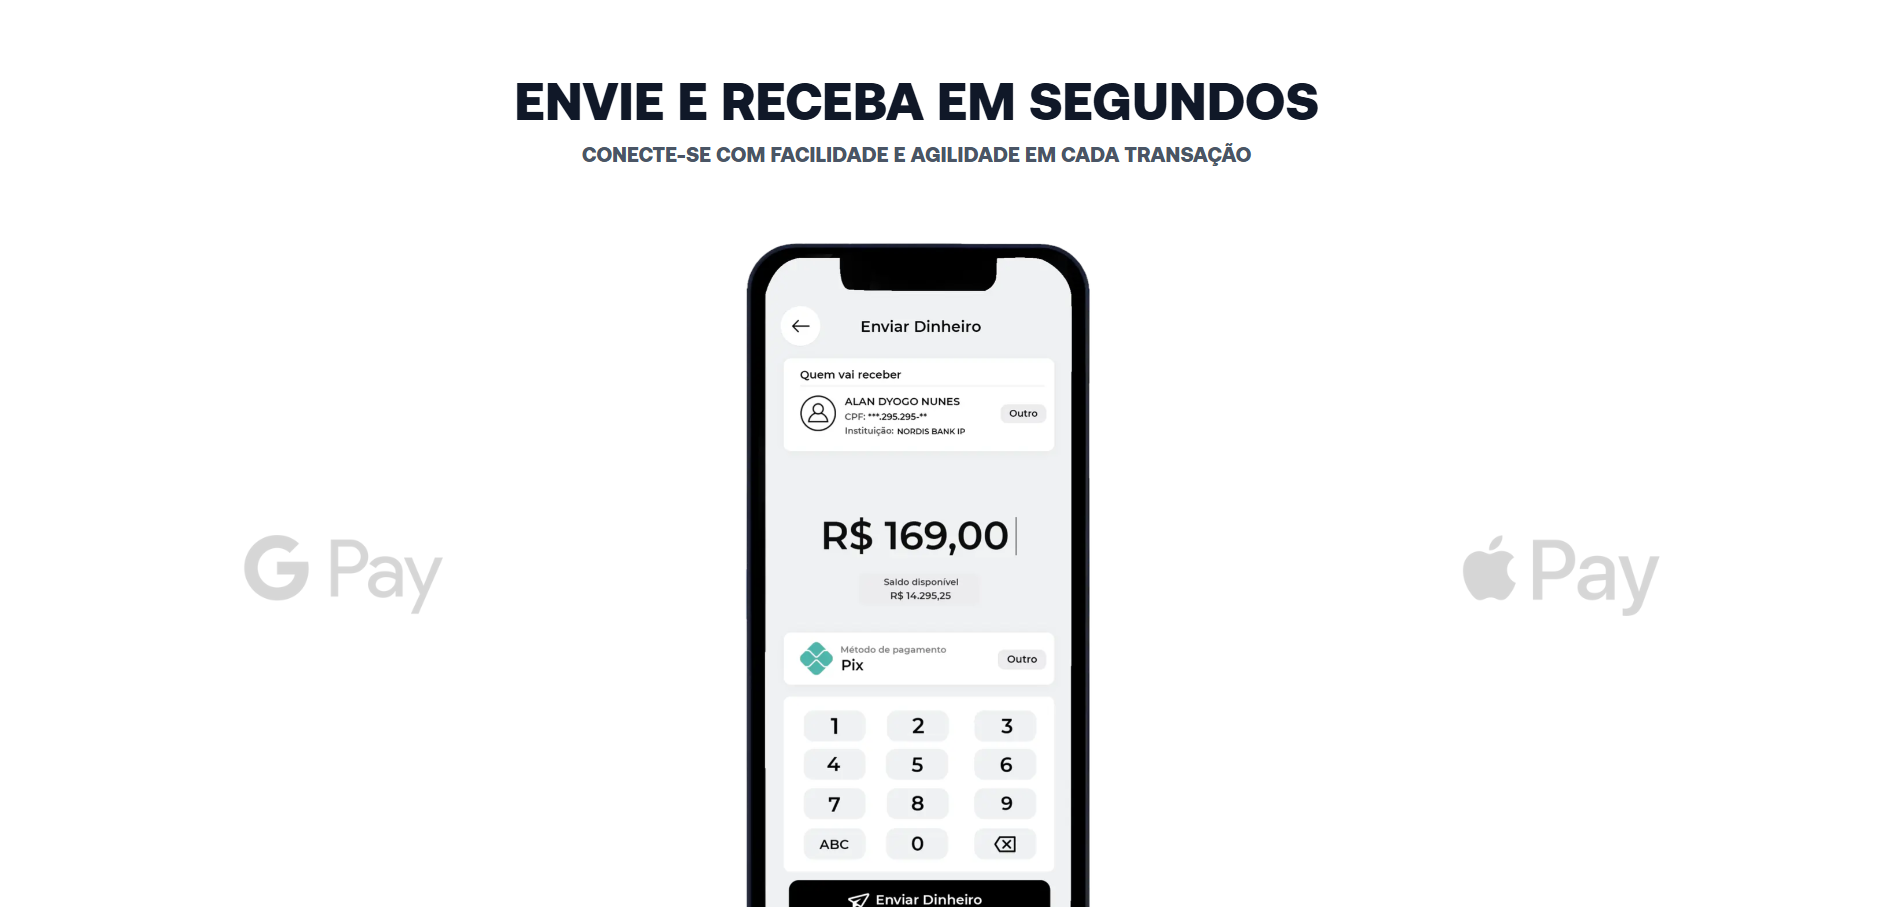 ENVIE E RECEBA EM SEGUNDOS
CONECTE-SE COM FACILIDADE E AGILIDADE EM CADA TRANSAÇÃO
Enviar Dinheiro
Quem vai receber
ALAN DYOGO NUNES
CPF: ***.295.295-**
Outro
Instituição: NORDIS BANK IP
R$ 169,00
G Pay
Pay
Saldo disponível
R$ 14.295,25
Método de pagamento
Pix
Outro
1 2 3
4 5 6
7 8 9
ABC 0
Enviar Dinheiro